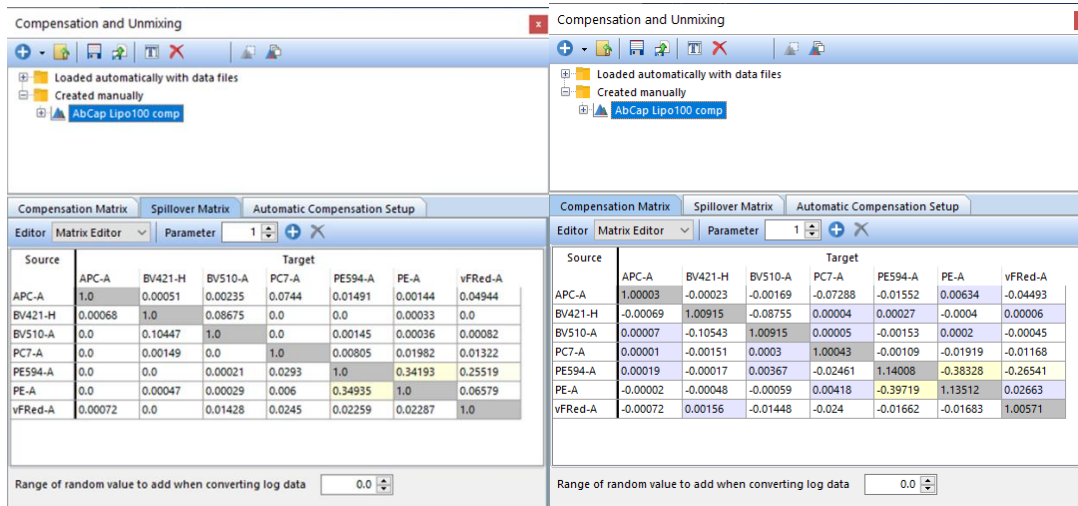 Compensation and Unmixing
x
T
Loaded automatically with data files
Created manually
AbCap Lipo100 comp
Compensation Matrix Spillover Matrix Automatic Compensation Setup
Editor Matrix Editor Parameter 1
Source Target
APC-A BV421-H BV510-A PC7-A PE594-A PE-A vFRed-A
APC-A 1.0 0.00051 0.00235 0.0744 0.01491 0.00144 0.04944
BV421-H 0.00068 1.0 0.08675 0.0 0.0 0.00033 0.0
BV510-A 0.0 0.10447 1.0 0.0 0.00145 0.00036 0.00082
PC7-A 0.0 0.00149 0.0 1.0 0.00805 0.01982 0.01322
PE594-A 0.0 0.0 0.00021 0.0293 1.0 0.34193 0.25519
PE-A 0.0 0.00047 0.00029 0.006 0.34935 1.0 0.06579
vFRed-A 0.00072 0.0 0.01428 0.0245 0.02259 0.02287 1.0
Range of random value to add when converting log data 0.0
Compensation and Unmixing
T
Loaded automatically with data files
Created manually
AbCap Lipo100 comp
Compensation Matrix Spillover Matrix Automatic Compensation Setup
Editor Matrix Editor Parameter 1
Source Target
APC-A BV421-H BV510-A PC7-A PE594-A PE-A vFRed-A
APC-A 1.00003 -0.00023 -0.00169 -0.07288 -0.01552 0.00634 -0.04493
BV421-H -0.00069 1.00915 -0.08755 0.00004 0.00027 -0.0004 0.00006
BV510-A 0.00007 -0.10543 1.00915 0.00005 -0.00153 0.0002 -0.00045
PC7-A 0.00001 -0.00151 0.0003 1.00043 -0.00109 -0.01919 -0.01168
PE594-A 0.00019 -0.00017 0.00367 -0.02461 1.14008 -0.38328 -0.26541
PE-A -0.00002 -0.00048 -0.00059 0.00418 -0.39719 1.13512 0.02663
vFRed-A -0.00072 0.00156 -0.01448 -0.024 -0.01662 -0.01683 1.00571
Range of random value to add when converting log data 0.0